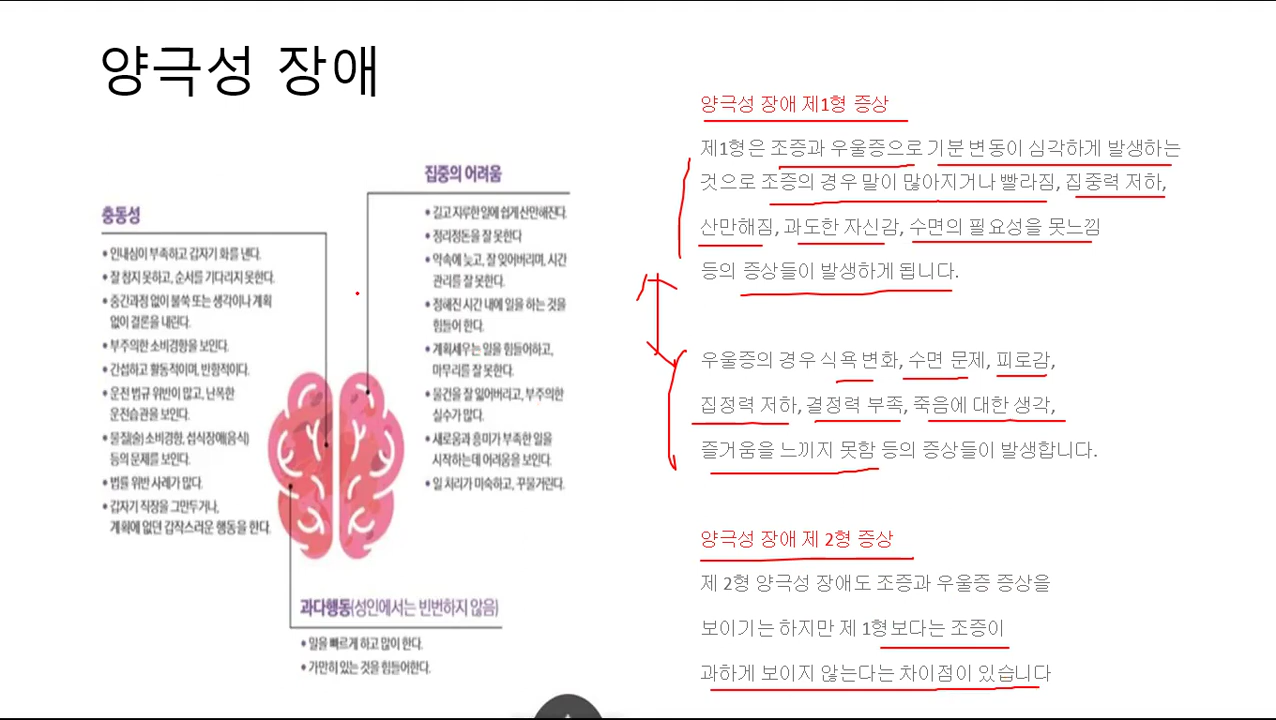 양극성 장애
충동성
• 인내심이 부족하고 갑자기 화를 낸다.
• 잘 참지 못하고, 순서를 기다리지 못한다.
• 중간과정 없이 불쑥 또는 생각이나 계획
없이 결론을 내린다.
• 부주의한 소비경향을 보인다.
• 간섭하고 활동적이며, 반항적이다.
• 운전 법규 위반이 많고, 난폭한
운전습관을 보인다.
• 물질(술) 소비경향, 섭식장애(음식)
등의 문제를 보인다.
• 법률 위반 사례가 많다.
• 갑자기 직장을 그만두거나,
계획에 없던 갑작스러운 행동을 한다.
집중의 어려움
• 길고 지루한 일에 쉽게 산만해진다.
• 정리정돈을 잘 못한다
• 약속에 늦고, 잘 잊어버리며, 시간
관리를 잘 못한다.
• 정해진 시간 내에 일을 하는 것을
힘들어 한다.
• 계획세우는 일을 힘들어하고,
마무리를 잘 못한다.
• 물건을 잘 잃어버리고, 부주의한
실수가 많다.
• 새로움과 흥미가 부족한 일을
시작하는데 어려움을 보인다.
• 일 처리가 미숙하고, 꾸물거린다.
과다행동(성인에서는 빈번하지 않음)
• 말을 빠르게 하고 많이 한다.
• 가만히 있는 것을 힘들어한다.
양극성 장애 제1형 증상
제1형은 조증과 우울증으로 기분 변동이 심각하게 발생하는
것으로 조증의 경우 말이 많아지거나 빨라짐, 집중력 저하,
산만해짐, 과도한 자신감, 수면의 필요성을 못느낌
등의 증상들이 발생하게 됩니다.
우울증의 경우 식욕 변화, 수면 문제, 피로감,
집정력 저하, 결정력 부족, 죽음에 대한 생각,
즐거움을 느끼지 못함 등의 증상들이 발생합니다.
양극성 장애 제 2형 증상
제 2형 양극성 장애도 조증과 우울증 증상을
보이기는 하지만 제 1형보다는 조증이
과하게 보이지 않는다는 차이점이 있습니다